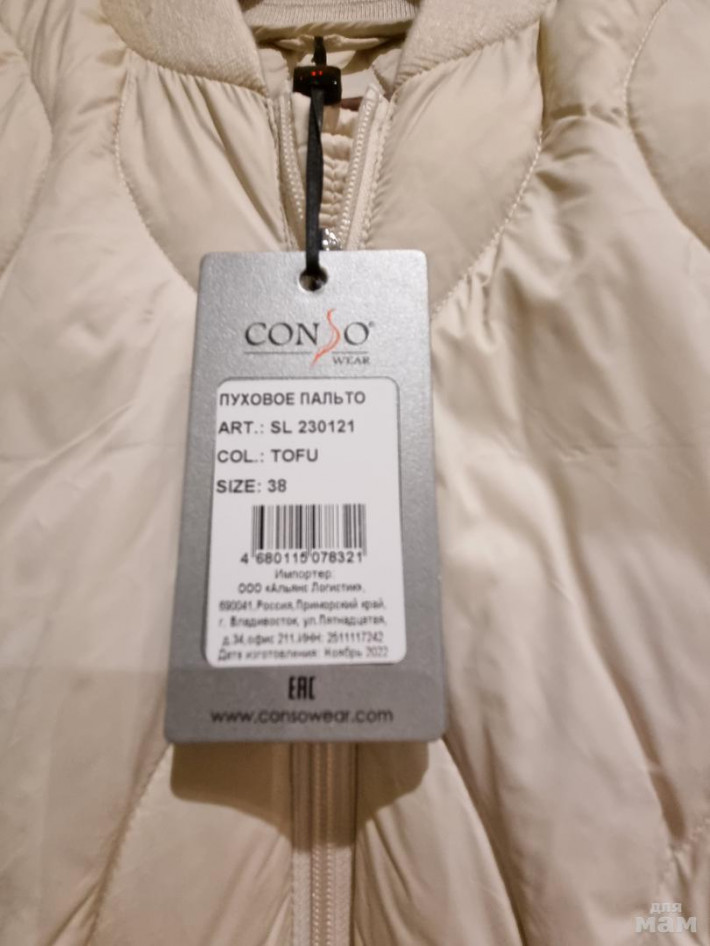 CONSO®
WEAR
ПУХОВОЕ ПАЛЬТО
ART.: SL 230121
COL.: TOFU
SIZE: 38
4 680115 078321
Импортер:
ООО «Альянс Логистик»,
690041,Россия,Приморский край,
г. Владивосток, ул.Пятнадцатая,
д.34,офис 211.ИНН: 2511117242
Дата изготовления: Ноябрь 2022
EAC
www.consowear.com
для
мам